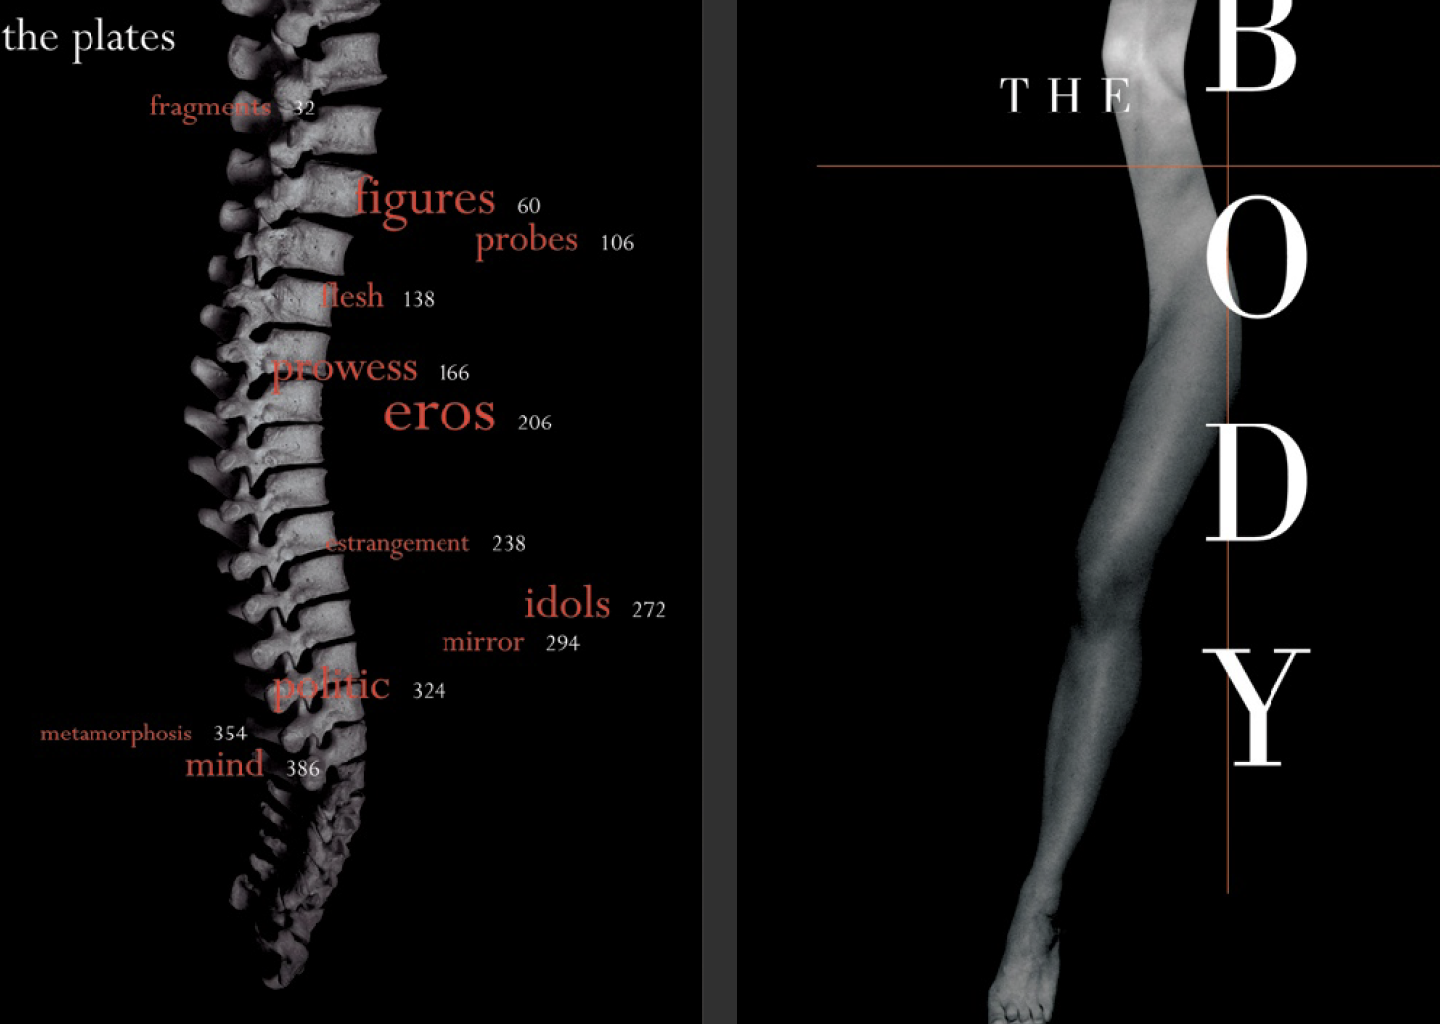 the plates
fragments 32
figures 60
probes 106
flesh 138
prowess 166
eros 206
estrangement 238
idols 272
mirror 294
politic 324
metamorphosis 354
mind 386
THE
B
O
D
Y